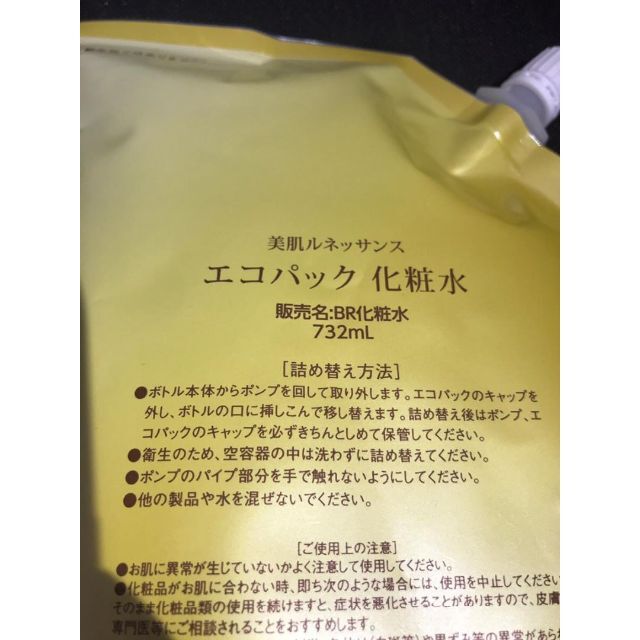 美肌ルネッサンス
エコパック 化粧水
販売名:BR化粧水
732mL
[詰め替え方法]
●ボトル本体からポンプを回して取り外します。エコパックのキャップを
外し、ボトルの口に挿しこんで移し替えます。詰め替え後はポンプ、エ
コパックのキャップを必ずきちんとしめて保管してください。
●衛生のため、空容器の中は洗わずに詰め替えてください。
●ポンプのパイプ部分を手で触れないようにしてください。
●他の製品や水を混ぜないでください。
[ご使用上の注意]
●お肌に異常が生じていないかよく注意して使用してください。
●化粧品がお肌に合わない時、即ち次のような場合には、使用を中止してくださ
そのまま化粧品類の使用を続けますと、症状を悪化させることがありますので、皮膚
専門医等にご相談されることをおすすめします。
や黒ずみ等の異常があらわ